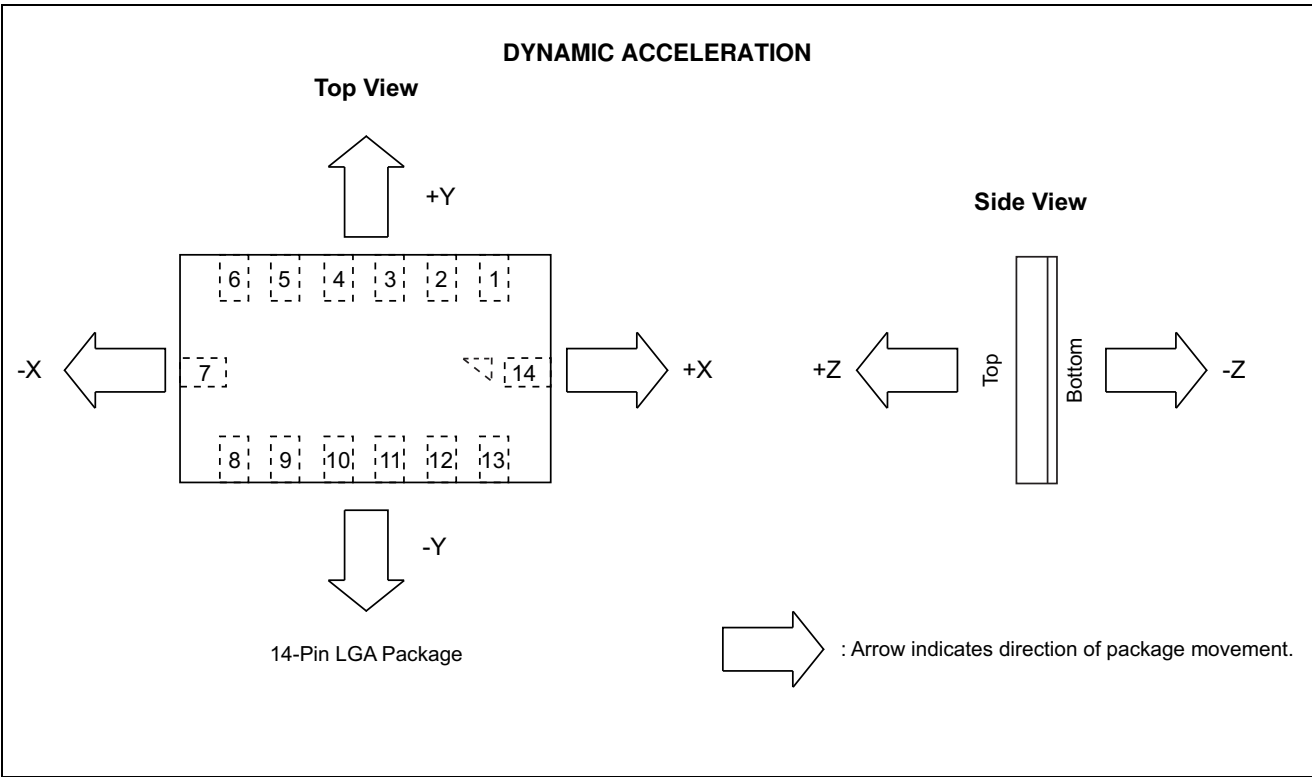 DYNAMIC ACCELERATION
Top View
+Y
Side View
6 5 4 3 2 1
-X
7
14
+X
+Z
Top
Bottom
-Z
8 9 10 11 12 13
-Y
14-Pin LGA Package
: Arrow indicates direction of package movement.